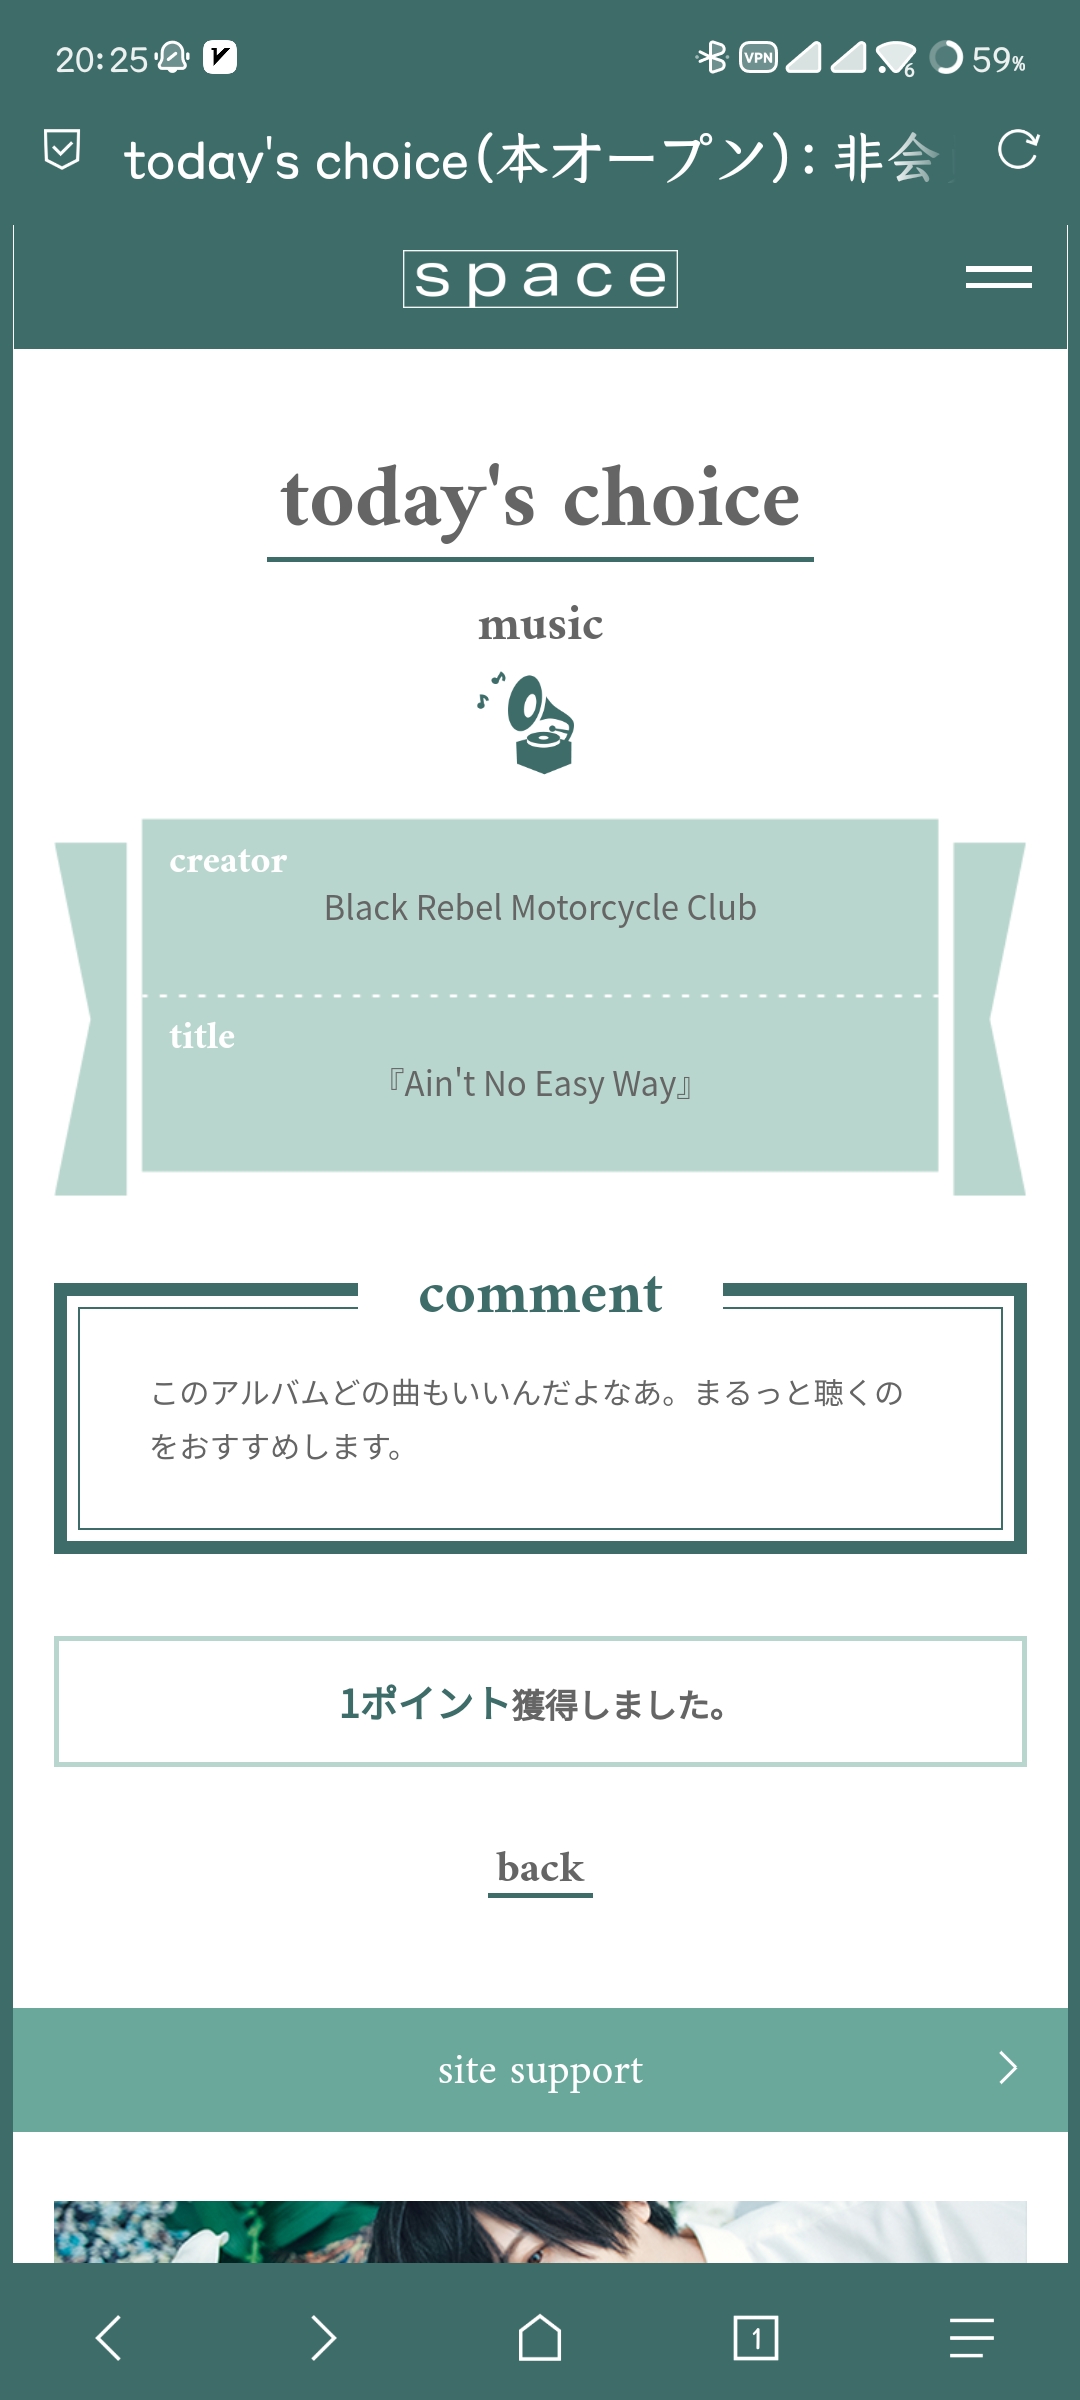 20:25
VPN
6
59%
today's choice(本オープン): 非会
space
today's choice
music
creator
Black Rebel Motorcycle Club
title
『Ain't No Easy Way』
comment
このアルバムどの曲もいいんだよなあ。まるっと聴くの
をおすすめします。
1ポイント獲得しました。
back
site support
1